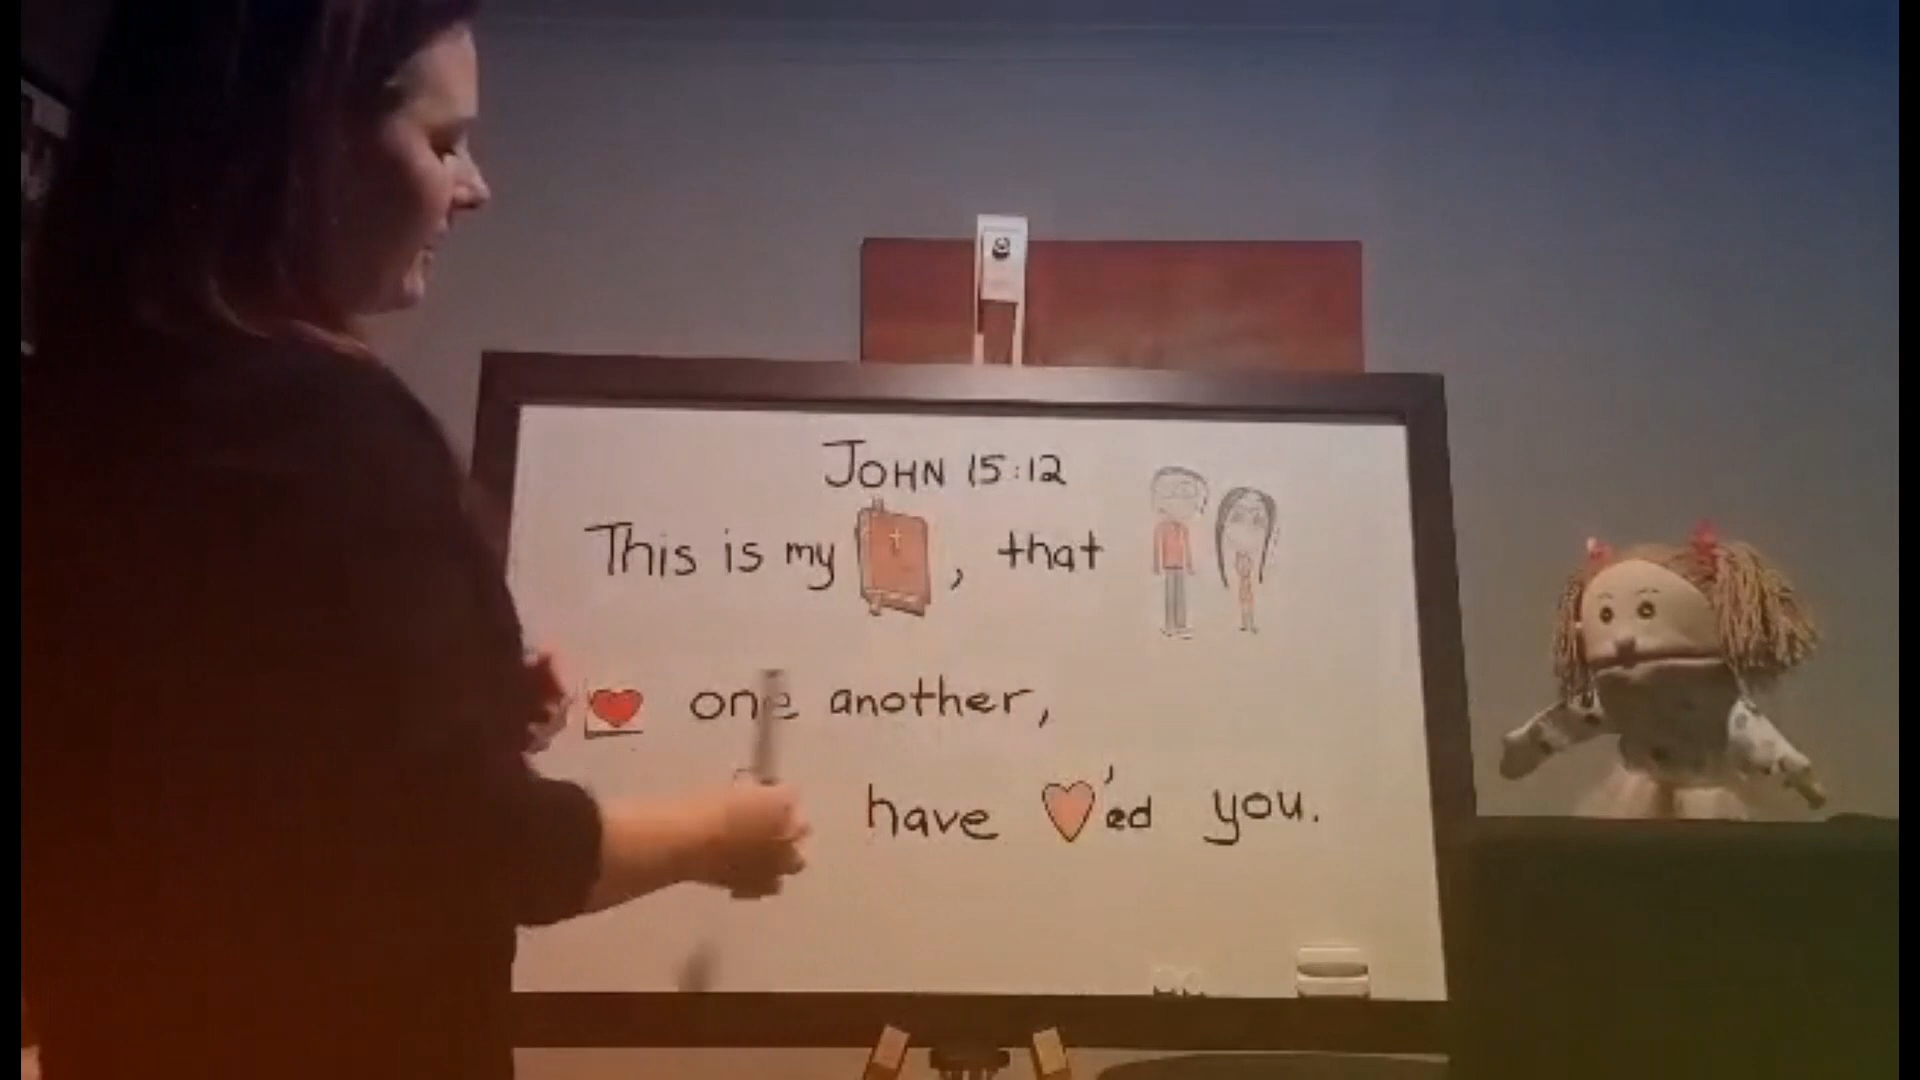 JOHN 15:12
This is my , that
one another,
have 'ed you.